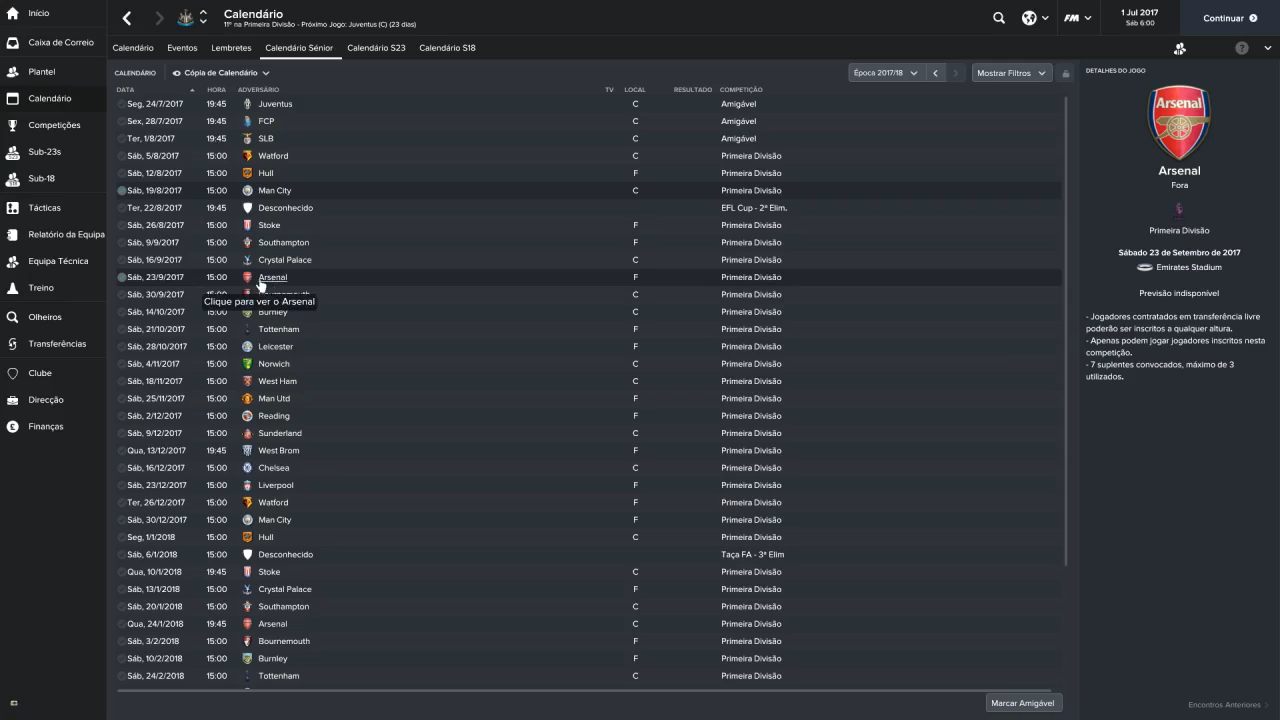 Início
Caixa de Correio
Plantel
Calendário
Competições
Sub-23s
Sub-18
Tácticas
Relatório da Equipa
Equipa Técnica
Treino
Olheiros
Transferências
Clube
Direcção
Finanças
Calendário
11º na Primeira Divisão - Próximo Jogo: Juventus (C) (23 dias)
FM
1 Jul 2017
Sáb 6:00
Continuar
Calendário Eventos Lembretes Calendário Sénior Calendário S23 Calendário S18
CALENDÁRIO Cópia de Calendário Época 2017/18 Mostrar Filtros
DATA HORA ADVERSÁRIO TV LOCAL RESULTADO COMPETIÇÃO
Seg, 24/7/2017 19:45 Juventus C Amigável
Sex, 28/7/2017 19:45 FCP C Amigável
Ter, 1/8/2017 19:45 SLB C Amigável
Sáb, 5/8/2017 15:00 Watford C Primeira Divisão
Sáb, 12/8/2017 15:00 Hull F Primeira Divisão
Sáb, 19/8/2017 15:00 Man City C Primeira Divisão
Ter, 22/8/2017 19:45 Desconhecido EFL Cup - 2ª Elim.
Sáb, 26/8/2017 15:00 Stoke F Primeira Divisão
Sáb, 9/9/2017 15:00 Southampton F Primeira Divisão
Sáb, 16/9/2017 15:00 Crystal Palace C Primeira Divisão
Sáb, 23/9/2017 15:00 Arsenal F Primeira Divisão
Sáb, 30/9/2017 C Primeira Divisão
Clique para ver o Arsenal
Sáb, 14/10/2017 15:00 Burnley C Primeira Divisão
Sáb, 21/10/2017 15:00 Tottenham F Primeira Divisão
Sáb, 28/10/2017 15:00 Leicester F Primeira Divisão
Sáb, 4/11/2017 15:00 Norwich C Primeira Divisão
Sáb, 18/11/2017 15:00 West Ham C Primeira Divisão
Sáb, 25/11/2017 15:00 Man Utd F Primeira Divisão
Sáb, 2/12/2017 15:00 Reading F Primeira Divisão
Sáb, 9/12/2017 15:00 Sunderland C Primeira Divisão
Qua, 13/12/2017 19:45 West Brom F Primeira Divisão
Sáb, 16/12/2017 15:00 Chelsea C Primeira Divisão
Sáb, 23/12/2017 15:00 Liverpool F Primeira Divisão
Ter, 26/12/2017 15:00 Watford F Primeira Divisão
Sáb, 30/12/2017 15:00 Man City F Primeira Divisão
Seg, 1/1/2018 15:00 Hull C Primeira Divisão
Sáb, 6/1/2018 15:00 Desconhecido Taça FA - 3ª Elim
Qua, 10/1/2018 19:45 Stoke C Primeira Divisão
Sáb, 13/1/2018 15:00 Crystal Palace F Primeira Divisão
Sáb, 20/1/2018 15:00 Southampton C Primeira Divisão
Qua, 24/1/2018 19:45 Arsenal C Primeira Divisão
Sáb, 3/2/2018 15:00 Bournemouth F Primeira Divisão
Sáb, 10/2/2018 15:00 Burnley F Primeira Divisão
Sáb, 24/2/2018 15:00 Tottenham C Primeira Divisão
Marcar Amigável
DETALHES DO JOGO
Arsenal
Arsenal
Fora
Primeira Divisão
Sábado 23 de Setembro de 2017
Emirates Stadium
Previsão indisponível
- Jogadores contratados em transferência livre
poderão ser inscritos a qualquer altura.
- Apenas podem jogar jogadores inscritos nesta
competição.
- 7 suplentes convocados, máximo de 3
utilizados.
Encontros Anteriores